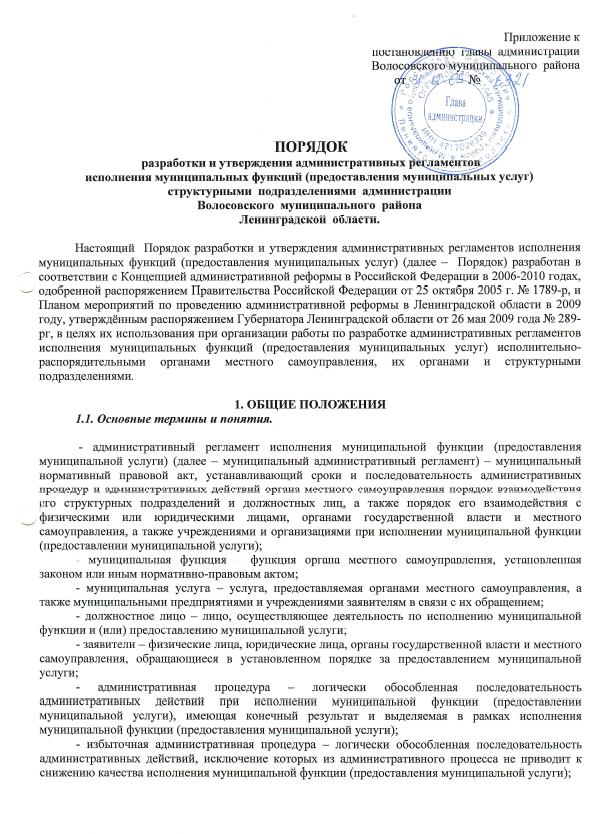 Приложение к
постановлению главы администрации
Волосовского муниципального района
от №
Глава
администрации
ПОРЯДОК
разработки и утверждения административных регламентов
исполнения муниципальных функций (предоставления муниципальных услуг)
структурными подразделениями администрации
Волосовского муниципального района
Ленинградской области.
Настоящий Порядок разработки и утверждения административных регламентов исполнения
муниципальных функций (предоставления муниципальных услуг) (далее – Порядок) разработан в
соответствии с Концепцией административной реформы в Российской Федерации в 2006-2010 годах,
одобренной распоряжением Правительства Российской Федерации от 25 октября 2005 г. № 1789-р, и
Планом мероприятий по проведению административной реформы в Ленинградской области в 2009
году, утверждённым распоряжением Губернатора Ленинградской области от 26 мая 2009 года № 289-
рг, в целях их использования при организации работы по разработке административных регламентов
исполнения муниципальных функций (предоставления муниципальных услуг) исполнительно-
распорядительными органами местного самоуправления, их органами и структурными
подразделениями.
1. ОБЩИЕ ПОЛОЖЕНИЯ
1.1. Основные термины и понятия.
- административный регламент исполнения муниципальной функции (предоставления
муниципальной услуги) (далее – муниципальный административный регламент) – муниципальный
нормативный правовой акт, устанавливающий сроки и последовательность административных
процедур и административных действий органа местного самоуправления порядок взаимодействия
его структурных подразделений и должностных лиц, а также порядок его взаимодействия с
физическими или юридическими лицами, органами государственной власти и местного
самоуправления, а также учреждениями и организациями при исполнении муниципальной функции
(предоставлении муниципальной услуги);
- муниципальная функция функция органа местного самоуправления, установленная
законом или иным нормативно-правовым актом;
- муниципальная услуга – услуга, предоставляемая органами местного самоуправления, а
также муниципальными предприятиями и учреждениями заявителям в связи с их обращением;
- должностное лицо – лицо, осуществляющее деятельность по исполнению муниципальной
функции и (или) предоставлению муниципальной услуги;
- заявители – физические лица, юридические лица, органы государственной власти и местного
самоуправления, обращающиеся в установленном порядке за предоставлением муниципальной
услуги;
- административная процедура – логически обособленная последовательность
административных действий при исполнении муниципальной функции (предоставлении
муниципальной услуги), имеющая конечный результат и выделяемая в рамках исполнения
муниципальной функции (предоставления муниципальной услуги);
- избыточная административная процедура – логически обособленная последовательность
административных действий, исключение которых из административного процесса не приводит к
снижению качества исполнения муниципальной функции (предоставления муниципальной услуги);